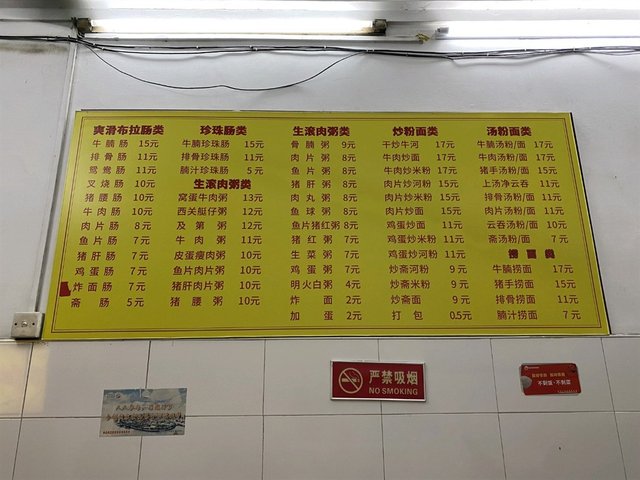 爽滑布拉肠类
牛腩肠 15元
排骨肠 11元
鸳鸯肠 11元
叉烧肠 10元
猪腰肠 10元
牛肉肠 10元
肉片肠 8元
鱼片肠 7元
猪肝肠 7元
鸡蛋肠 7元
炸面肠 7元
斋肠 5元
珍珠肠类
牛腩珍珠肠 15元
排骨珍珠肠 11元
腩汁珍珠肠 5元
生滚肉粥类
窝蛋牛肉粥 13元
西关艇仔粥 12元
及第粥 12元
牛肉粥 11元
皮蛋瘦肉粥 10元
鱼片肉片粥 10元
猪肝肉片粥 10元
猪腰粥 10元
生滚肉粥类
骨腩粥 9元
肉片粥 8元
鱼片粥 8元
猪肝粥 8元
肉丸粥 8元
鱼球粥 8元
鱼片猪红粥 8元
猪红粥 7元
生菜粥 7元
鸡蛋粥 7元
明火白粥 4元
炸面 2元
加蛋 2元
炒粉面类
干炒牛河 17元
牛肉炒面 17元
牛肉炒米粉 17元
肉片炒河粉 15元
肉片炒米粉 15元
肉片炒面 15元
鸡蛋炒面 11元
鸡蛋炒米粉 11元
鸡蛋炒河粉 11元
炒斋河粉 9元
炒斋米粉 9元
炒斋面 9元
打包 0.5元
汤粉面类
牛腩汤粉/面 17元
牛肉汤粉/面 17元
猪手汤粉/面 15元
上汤净云吞 11元
排骨汤粉/面 11元
肉片汤粉/面 11元
云吞汤粉/面 10元
斋汤粉/面 7元
捞面类
牛腩捞面 17元
猪手捞面 15元
排骨捞面 11元
腩汁捞面 7元
严禁吸烟
NO SMOKING
不剩饭·不剩菜